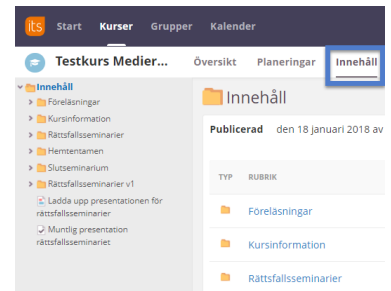 its Start Kurser Grupper Kalender
Testkurs Medier... Översikt Planeringar Innehåll
Innehåll
Föreläsningar
Kursinformation
Rättsfallsseminarier
Hemtentamen
Slutseminarium
Rättsfallsseminarier v1
Ladda upp presentationen för
rättsfallsseminarier
Muntlig presentation
rättsfallsseminariet
Innehåll
Publicerad den 18 januari 2018 av
TYP RUBRIK
Föreläsningar
Kursinformation
Rättsfallsseminarier